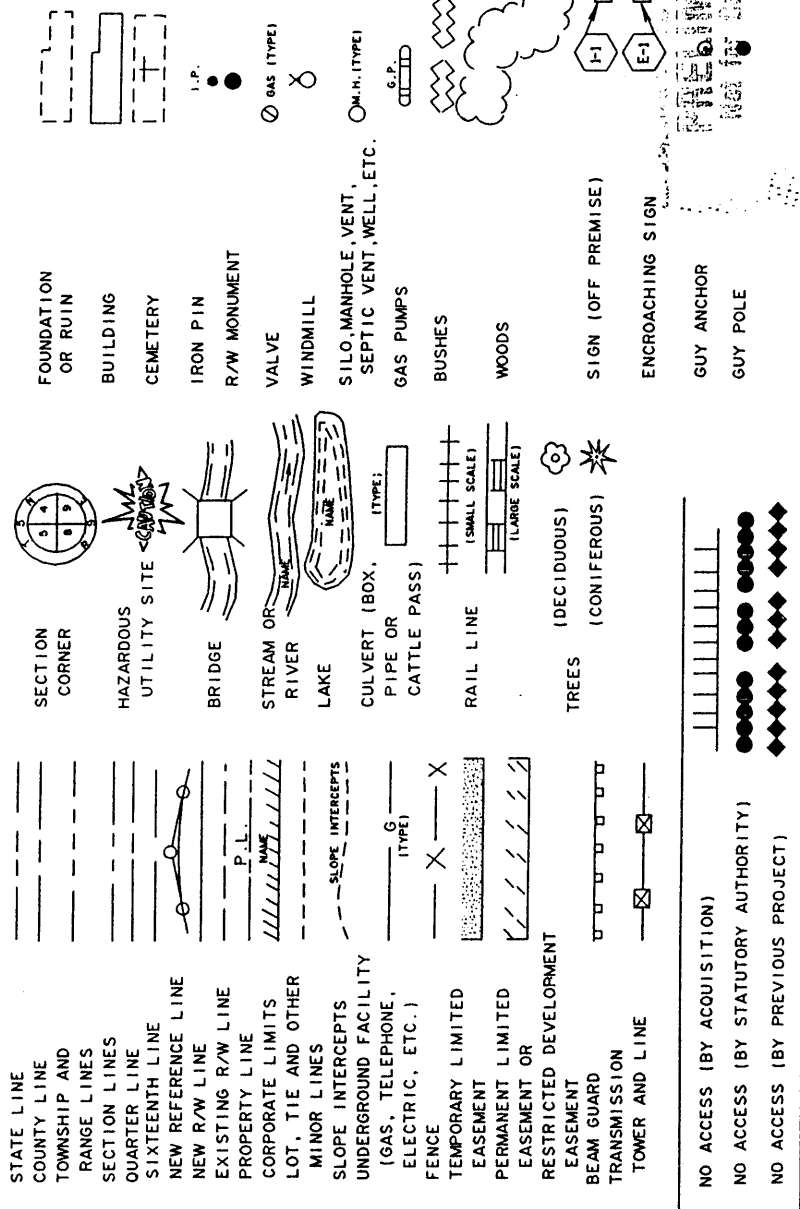 STATE LINE
COUNTY LINE
TOWNSHIP AND
RANGE LINES
SECTION LINES
QUARTER LINE
SIXTEENTH LINE
NEW REFERENCE LINE
NEW R/W LINE
EXISTING R/W LINE
PROPERTY LINE
P.L.
CORPORATE LIMITS
NAME
LOT, TIE AND OTHER
MINOR LINES
SLOPE INTERCEPTS
SLOPE INTERCEPTS
UNDERGROUND FACILITY
(GAS, TELEPHONE,
ELECTRIC, ETC.)
G
(TYPE)
FENCE
TEMPORARY LIMITED
EASEMENT
PERMANENT LIMITED
EASEMENT OR
RESTRICTED DEVELOPMENT
EASEMENT
BEAM GUARD
TRANSMISSION
TOWER AND LINE
SECTION
CORNER
5 4
8 9
HAZARDOUS
UTILITY SITE
CAUTION
BRIDGE
STREAM OR
RIVER
NAME
LAKE
NAME
CULVERT (BOX,
PIPE OR
CATTLE PASS)
(TYPE)
RAIL LINE
(SMALL SCALE)
(LARGE SCALE)
TREES
(DECIDUOUS)
(CONIFEROUS)
FOUNDATION
OR RUIN
BUILDING
CEMETERY
IRON PIN
I.P.
R/W MONUMENT
VALVE
GAS (TYPE)
WINDMILL
SILO, MANHOLE, VENT,
SEPTIC VENT, WELL, ETC.
M.H. (TYPE)
GAS PUMPS
G.P.
BUSHES
WOODS
SIGN (OFF PREMISE)
1-1
ENCROACHING SIGN
E-1
GUY ANCHOR
GUY POLE
NO ACCESS (BY ACQUISITION)
NO ACCESS (BY STATUTORY AUTHORITY)
NO ACCESS (BY PREVIOUS PROJECT)